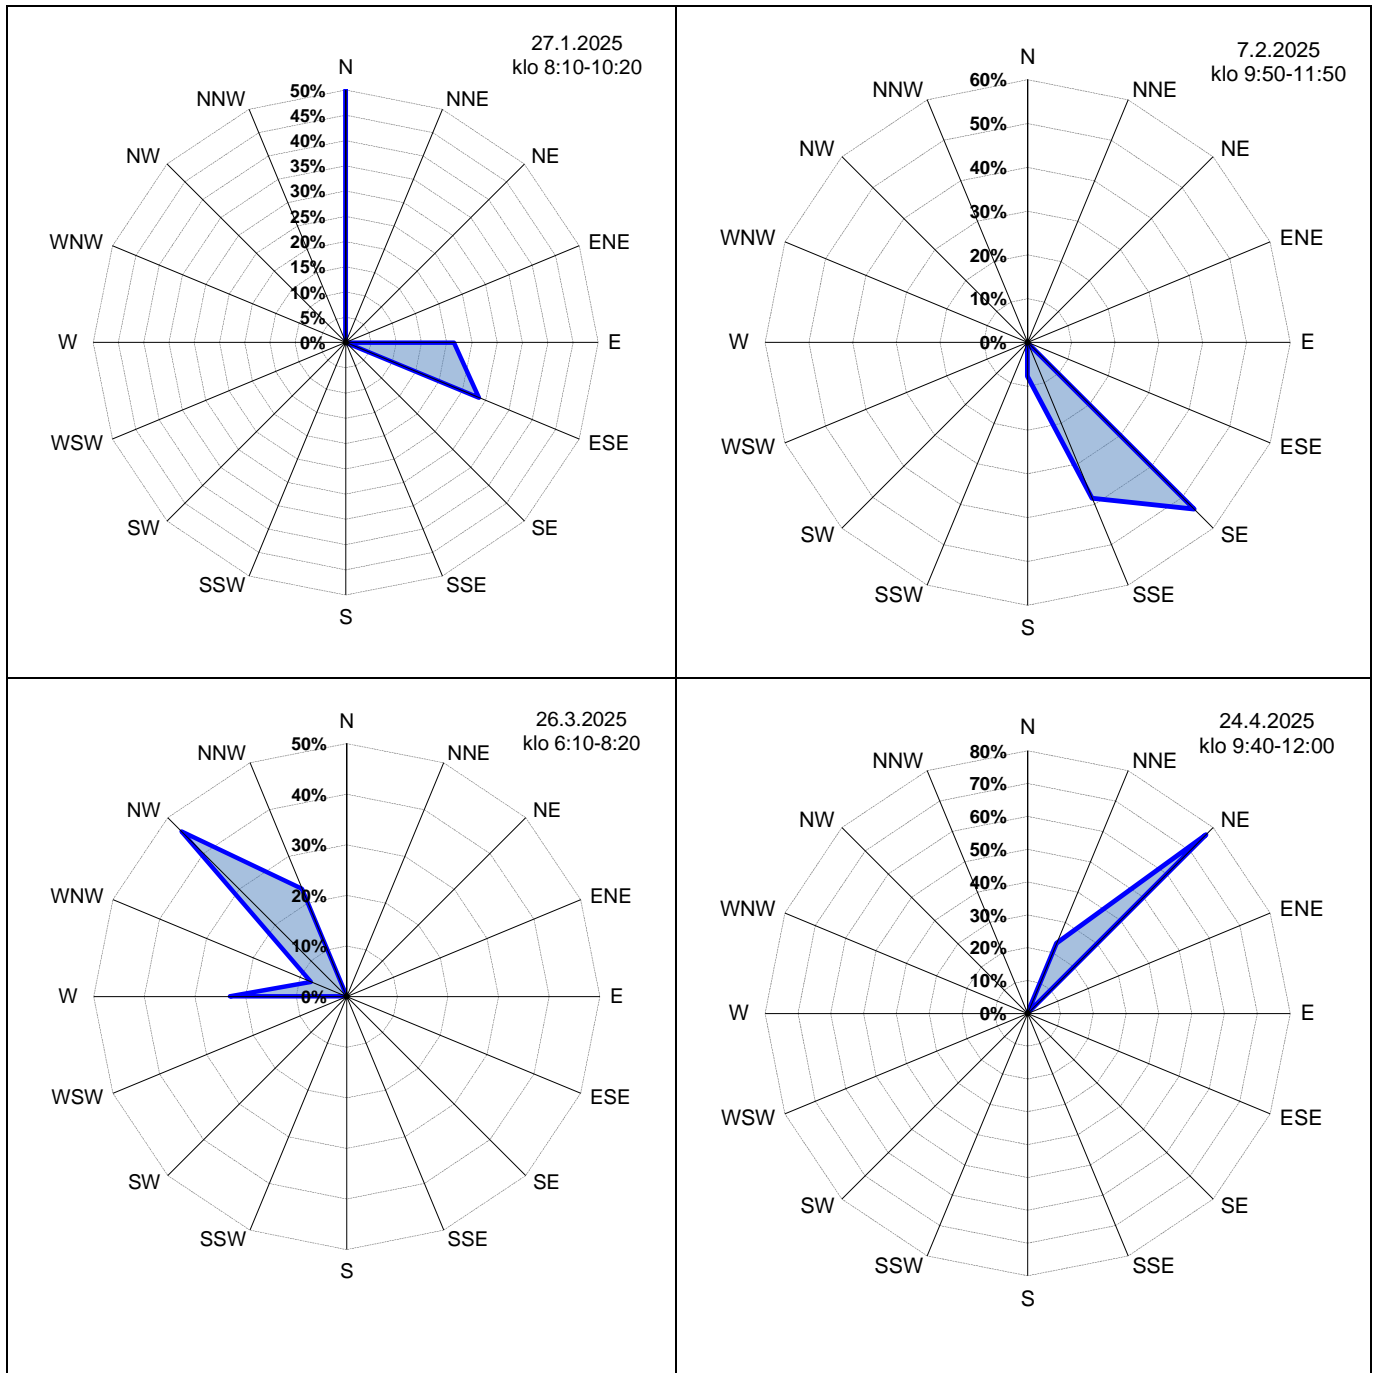 27.1.2025
klo 8:10-10:20
N
NNE
NE
ENE
E
ESE
SE
SSE
S
SSW
SW
WSW
W
WNW
NW
NNW
50%
45%
40%
35%
30%
25%
20%
15%
10%
5%
0%
7.2.2025
klo 9:50-11:50
N
NNE
NE
ENE
E
ESE
SE
SSE
S
SSW
SW
WSW
W
WNW
NW
NNW
60%
50%
40%
30%
20%
10%
0%
26.3.2025
klo 6:10-8:20
N
NNE
NE
ENE
E
ESE
SE
SSE
S
SSW
SW
WSW
W
WNW
NW
NNW
50%
40%
30%
20%
10%
0%
24.4.2025
klo 9:40-12:00
N
NNE
NE
ENE
E
ESE
SE
SSE
S
SSW
SW
WSW
W
WNW
NW
NNW
80%
70%
60%
50%
40%
30%
20%
10%
0%